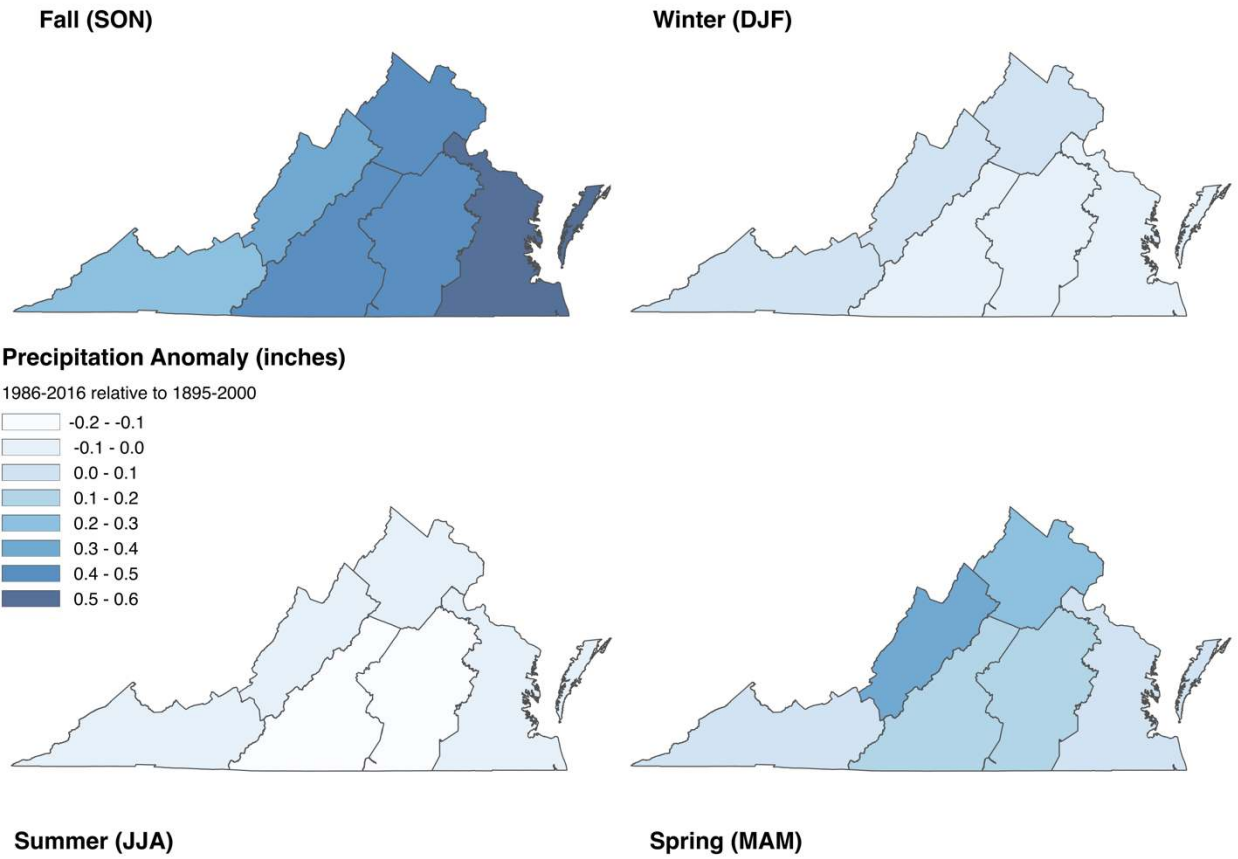 Fall (SON)
Winter (DJF)
Precipitation Anomaly (inches)
1986-2016 relative to 1895-2000
-0.2 - -0.1
-0.1 - 0.0
0.0 - 0.1
0.1 - 0.2
0.2 - 0.3
0.3 - 0.4
0.4 - 0.5
0.5 - 0.6
Summer (JJA)
Spring (MAM)